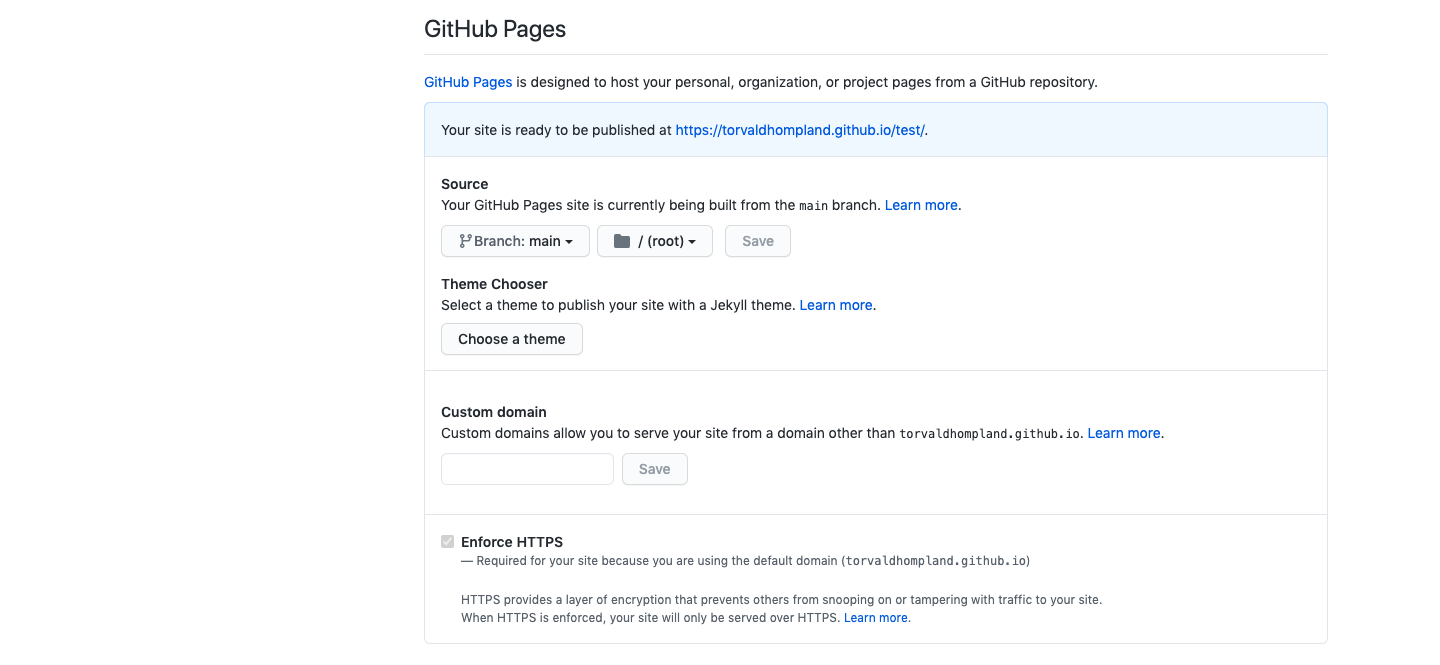 GitHub Pages
GitHub Pages is designed to host your personal, organization, or project pages from a GitHub repository.
Your site is ready to be published at https://torvaldhompland.github.io/test/.
Source
Your GitHub Pages site is currently being built from the main branch. Learn more.
Branch: main / (root) Save
Theme Chooser
Select a theme to publish your site with a Jekyll theme. Learn more.
Choose a theme
Custom domain
Custom domains allow you to serve your site from a domain other than torvaldhompland.github.io. Learn more.
Save
Enforce HTTPS
— Required for your site because you are using the default domain (torvaldhompland.github.io)
HTTPS provides a layer of encryption that prevents others from snooping on or tampering with traffic to your site.
When HTTPS is enforced, your site will only be served over HTTPS. Learn more.